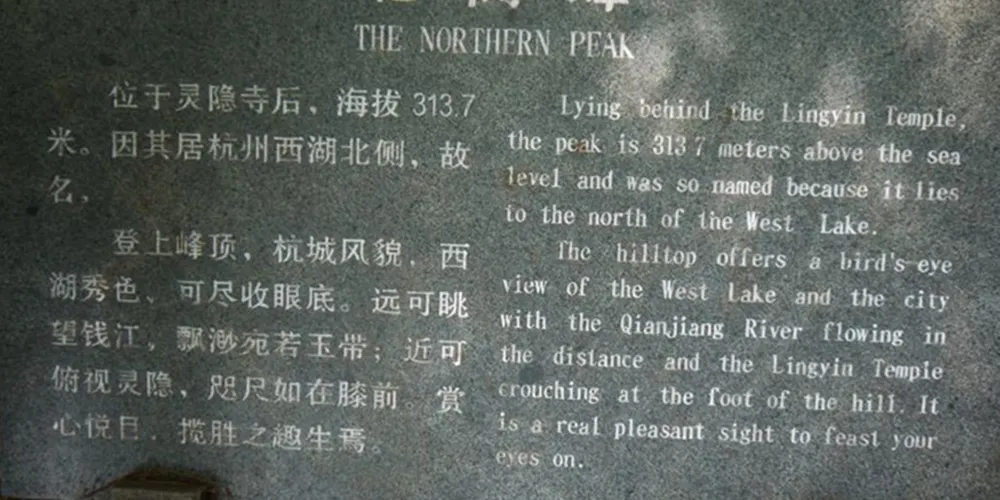 THE NORTHERN PEAK
位于灵隐寺后、海拔 313.7
米。因其居杭州西湖北侧，故
名，
登上峰顶，杭城风貌，西
湖秀色、可尽收眼底。远可眺
望钱江，飘渺宛若玉带；近可
俯视灵隐，咫尺如在膝前。赏
心悦目，揽胜之趣生焉。
Lying behind the Lingyin Temple,
the peak is 313 7 meters above the sea
level and was so named because it lies
to the north of the West Lake.
The hilltop offers a bird's-eye
view of the West Lake and the city
with the Qianjiang River flowing in
the distance and the Lingyin Temple
crouching at the foot of the hill. It
is a real pleasant sight to feast your
eyes on.